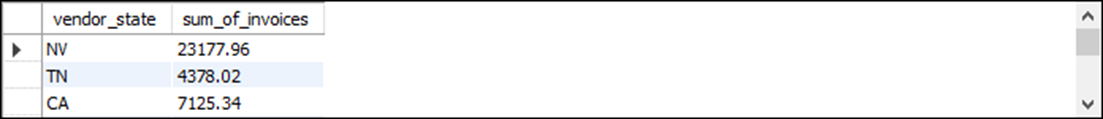 vendor_state sum_of_invoices
NV 23177.96
TN 4378.02
CA 7125.34